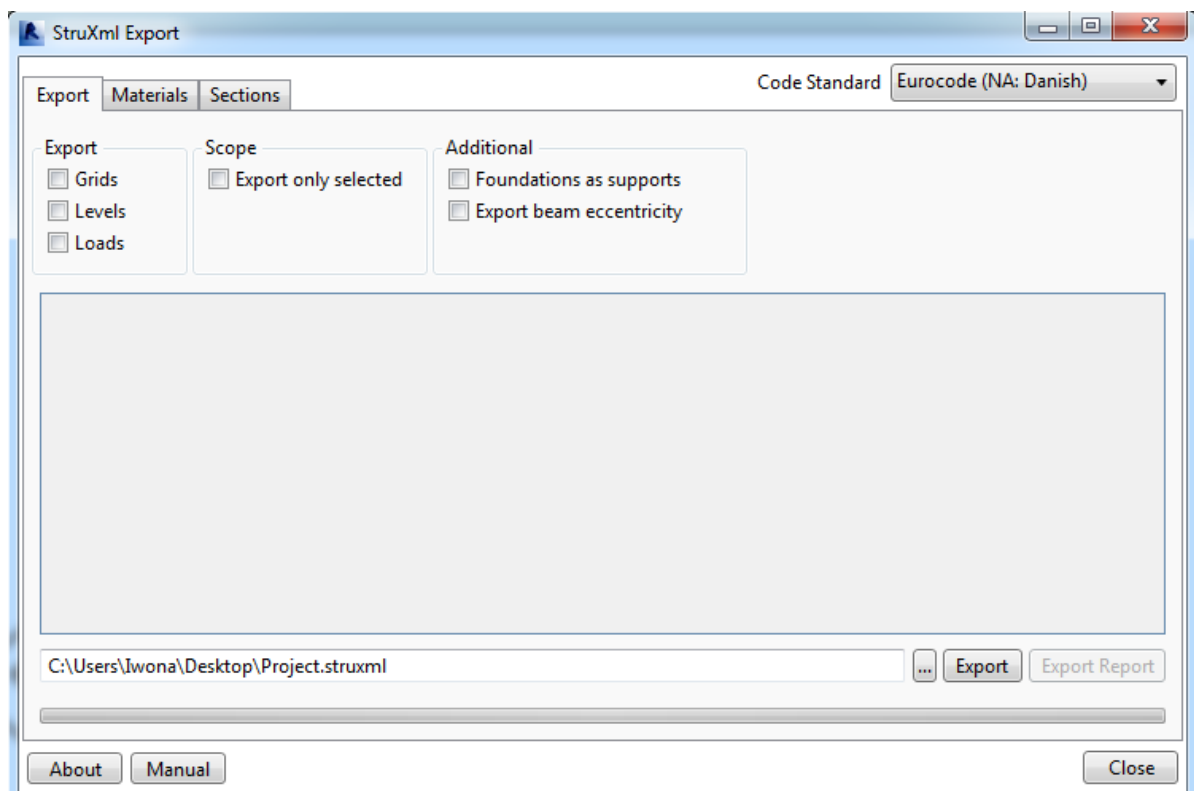 StruXml Export
Code Standard Eurocode (NA: Danish)
Export Materials Sections
Export Scope Additional
Grids Export only selected Foundations as supports
Levels Export beam eccentricity
Loads
C:\Users\Iwona\Desktop\Project.struxml ... Export Export Report
About Manual Close